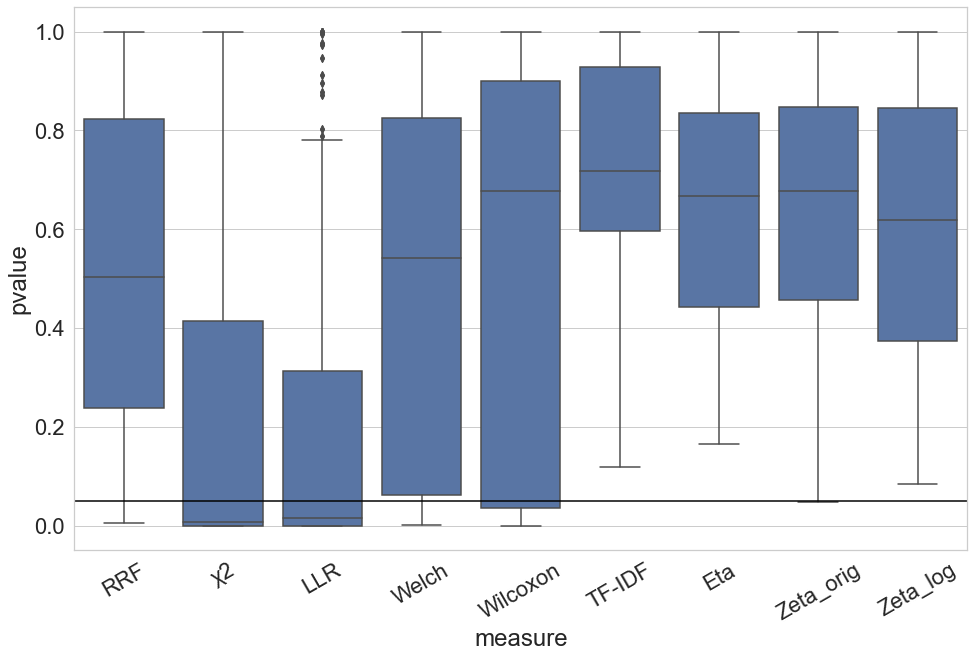 1.0
0.8
0.6
0.4
0.2
0.0
pvalue
RRF
χ2
LLR
Welch
Wilcoxon
TF-IDF
Eta
Zeta_orig
Zeta_log
measure